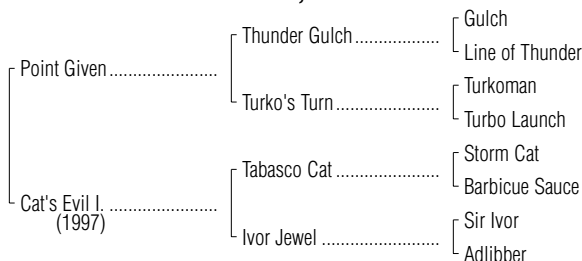 Gulch
Thunder Gulch
Line of Thunder
Point Given
Turkoman
Turko's Turn
Turbo Launch
Storm Cat
Tabasco Cat
Barbicue Sauce
Cat's Evil I.
(1997)
Sir Ivor
Ivor Jewel
Adlibber